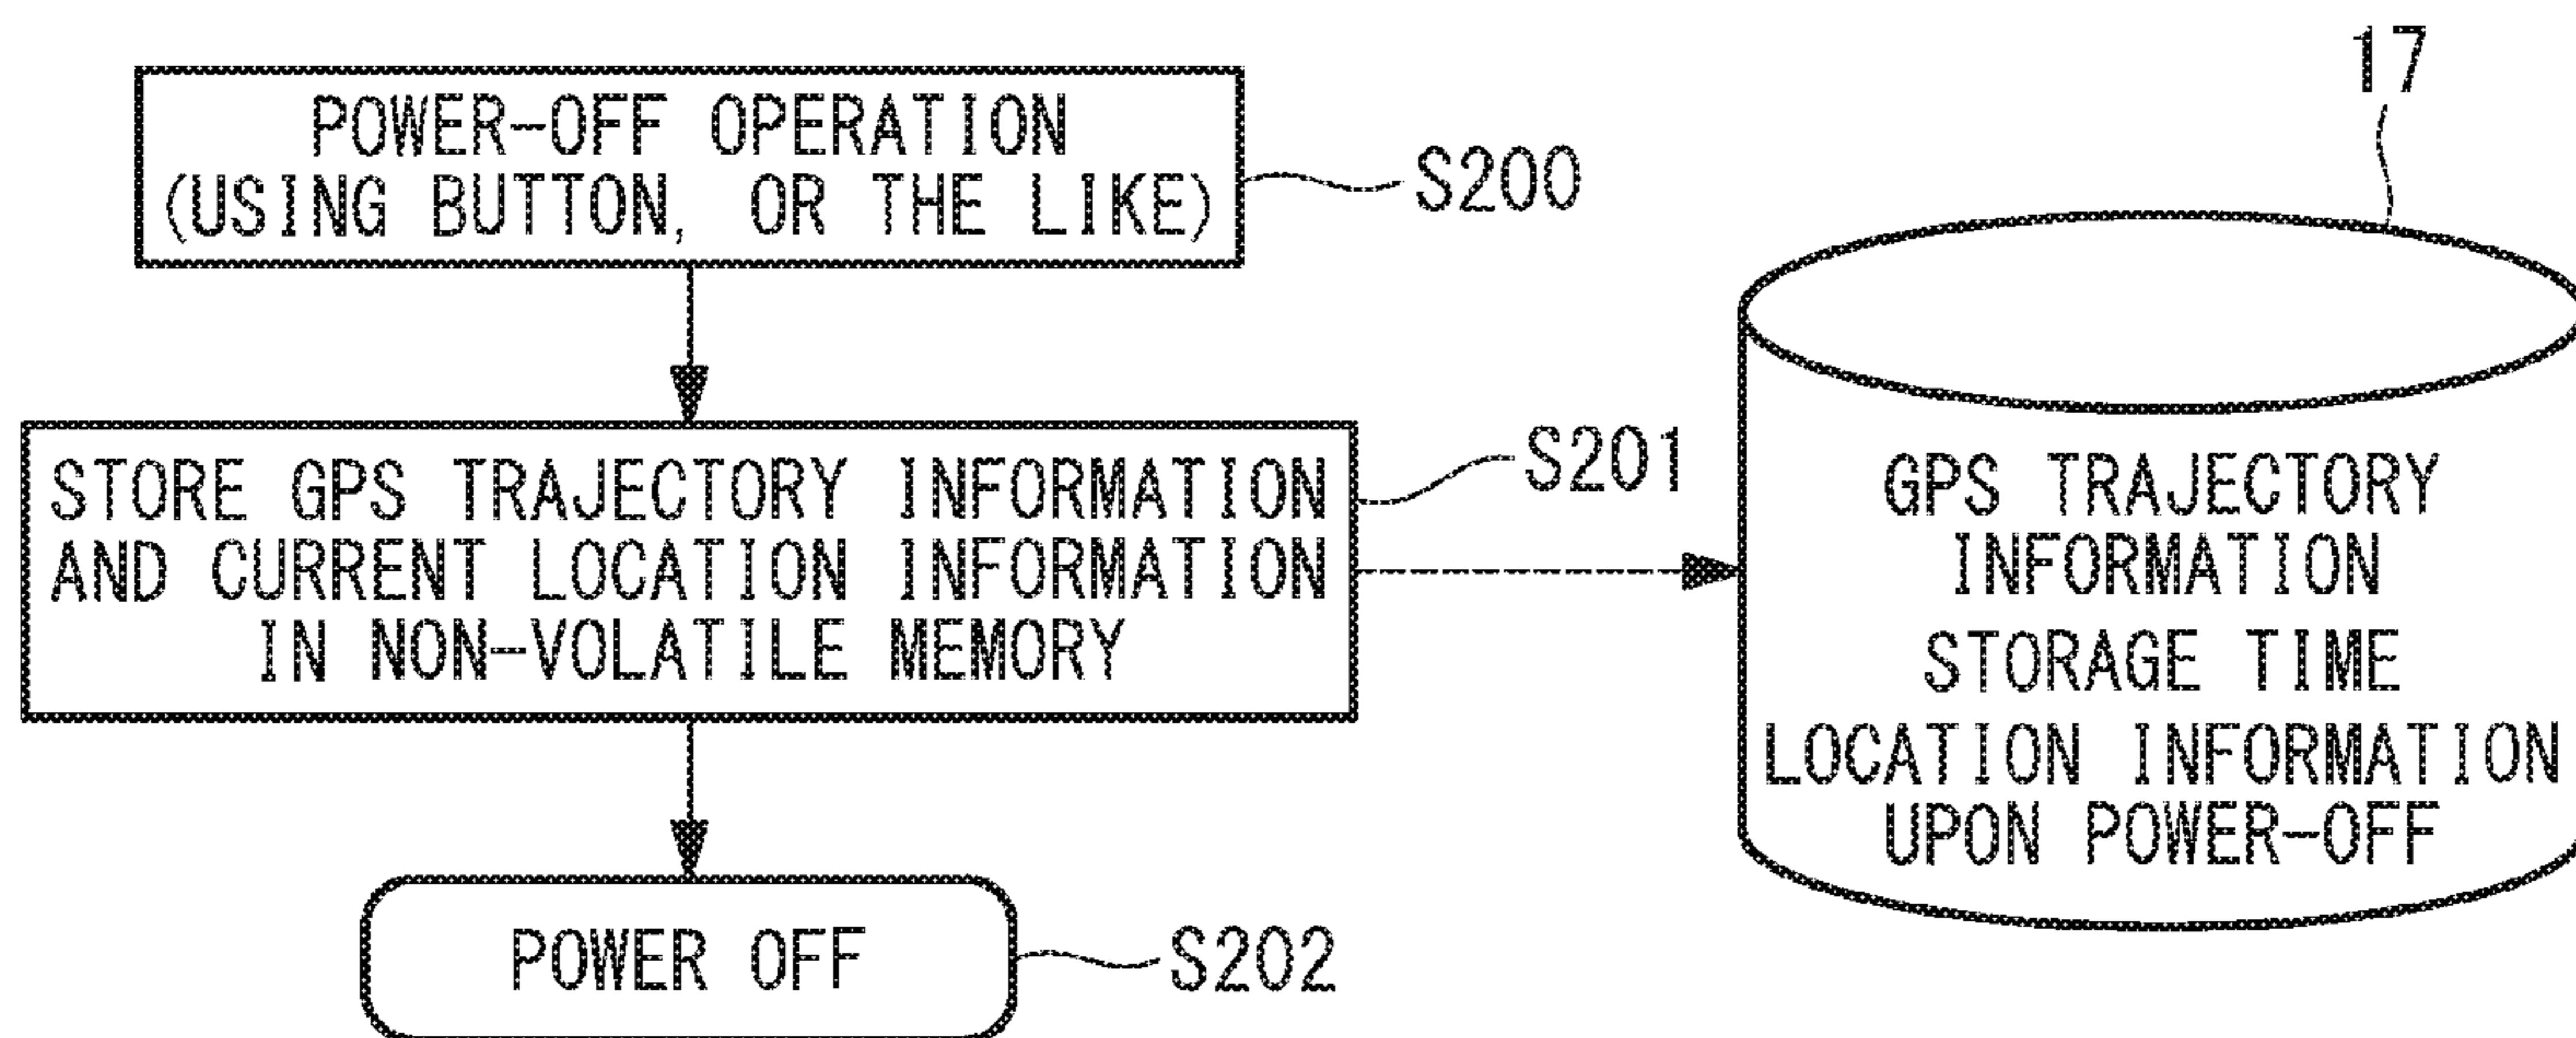 17
POWER-OFF OPERATION
(USING BUTTON, OR THE LIKE)
S200
STORE GPS TRAJECTORY INFORMATION
AND CURRENT LOCATION INFORMATION
IN NON-VOLATILE MEMORY
S201
GPS TRAJECTORY
INFORMATION
STORAGE TIME
LOCATION INFORMATION
UPON POWER-OFF
POWER OFF
S202